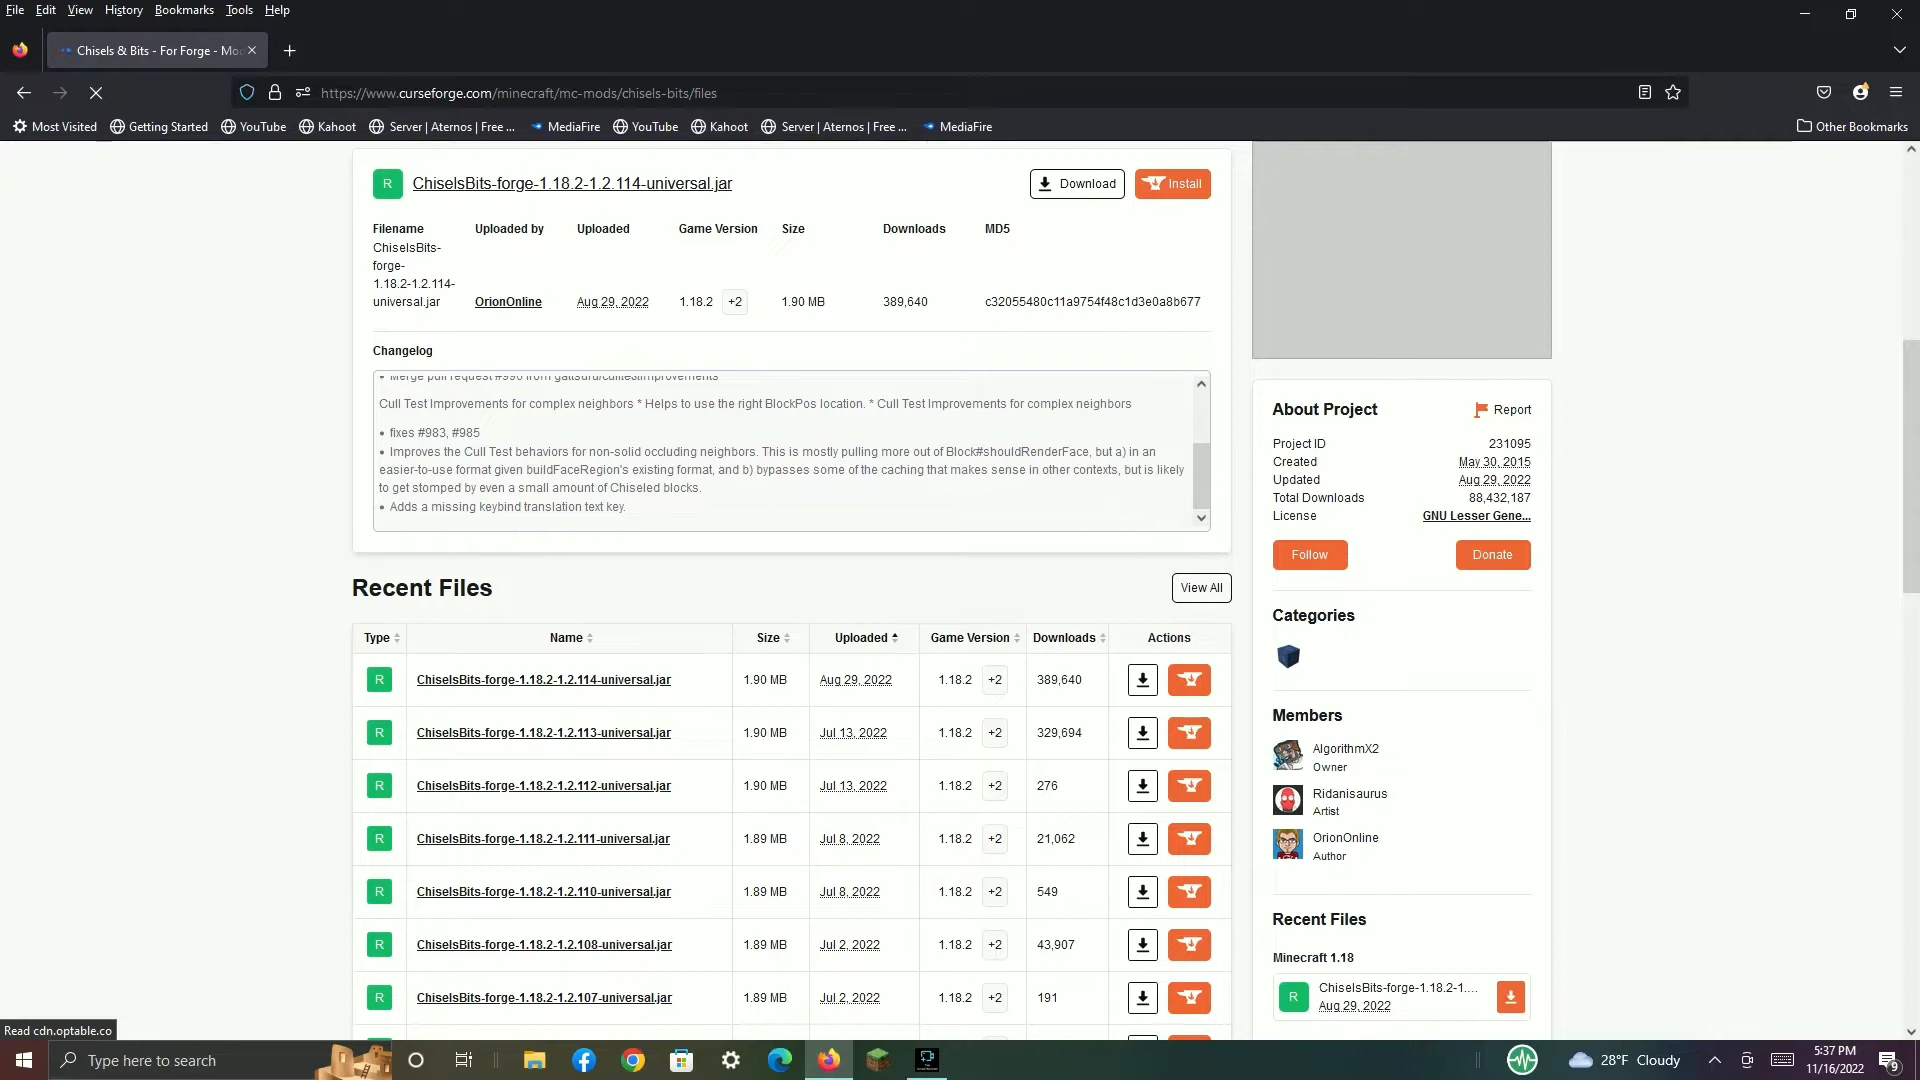 File Edit View History Bookmarks Tools Help
Chisels & Bits - For Forge - Mod
https://www.curseforge.com/minecraft/mc-mods/chisels-bits/files
Most Visited Getting Started YouTube Kahoot Server | Aternos | Free ... MediaFire YouTube Kahoot Server | Aternos | Free ... MediaFire Other Bookmarks
R ChiselsBits-forge-1.18.2-1.2.114-universal.jar Download Install
Filename Uploaded by Uploaded Game Version Size Downloads MD5
ChiselsBits-
forge-
1.18.2-1.2.114-
universal.jar OrionOnline Aug 29, 2022 1.18.2 +2 1.90 MB 389,640 c32055480c11a9754f48c1d3e0a8b677
Changelog
• Merge pull request #990 from
Cull Test Improvements for complex neighbors * Helps to use the right BlockPos location. * Cull Test Improvements for complex neighbors
• fixes #983, #985
• Improves the Cull Test behaviors for non-solid occluding neighbors. This is mostly pulling more out of Block#shouldRenderFace, but a) in an
easier-to-use format given buildFaceRegion's existing format, and b) bypasses some of the caching that makes sense in other contexts, but is likely
to get stomped by even a small amount of Chiseled blocks.
• Adds a missing keybind translation text key.
Recent Files View All
Type Name Size Uploaded Game Version Downloads Actions
R ChiselsBits-forge-1.18.2-1.2.114-universal.jar 1.90 MB Aug 29, 2022 1.18.2 +2 389,640
R ChiselsBits-forge-1.18.2-1.2.113-universal.jar 1.90 MB Jul 13, 2022 1.18.2 +2 329,694
R ChiselsBits-forge-1.18.2-1.2.112-universal.jar 1.90 MB Jul 13, 2022 1.18.2 +2 276
R ChiselsBits-forge-1.18.2-1.2.111-universal.jar 1.89 MB Jul 8, 2022 1.18.2 +2 21,062
R ChiselsBits-forge-1.18.2-1.2.110-universal.jar 1.89 MB Jul 8, 2022 1.18.2 +2 549
R ChiselsBits-forge-1.18.2-1.2.108-universal.jar 1.89 MB Jul 2, 2022 1.18.2 +2 43,907
R ChiselsBits-forge-1.18.2-1.2.107-universal.jar 1.89 MB Jul 2, 2022 1.18.2 +2 191
About Project Report
Project ID 231095
Created May 30, 2015
Updated Aug 29, 2022
Total Downloads 88,432,187
License GNU Lesser Gene...
Follow Donate
Categories
Members
AlgorithmX2
Owner
Ridanisaurus
Artist
OrionOnline
Author
Recent Files
Minecraft 1.18
R ChiselsBits-forge-1.18.2-1....
Aug 29, 2022
Read cdn.optable.co
Type here to search
28°F Cloudy
5:37 PM
11/16/2022
9